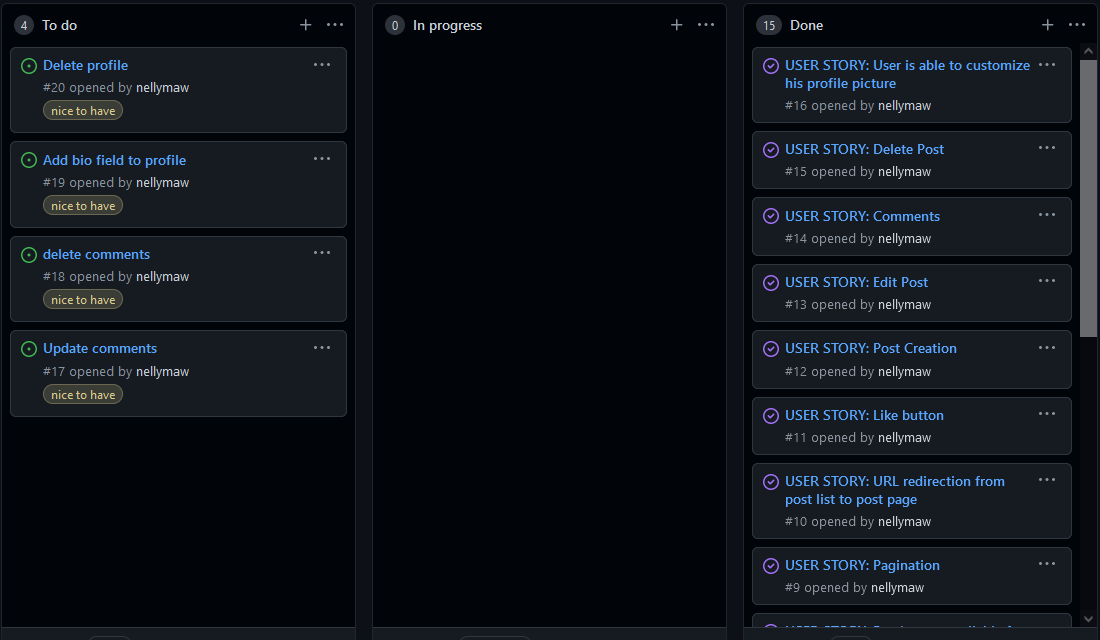 4 To do
Delete profile
#20 opened by nellymaw
nice to have
Add bio field to profile
#19 opened by nellymaw
nice to have
delete comments
#18 opened by nellymaw
nice to have
Update comments
#17 opened by nellymaw
nice to have
0 In progress
15 Done
USER STORY: User is able to customize
his profile picture
#16 opened by nellymaw
USER STORY: Delete Post
#15 opened by nellymaw
USER STORY: Comments
#14 opened by nellymaw
USER STORY: Edit Post
#13 opened by nellymaw
USER STORY: Post Creation
#12 opened by nellymaw
USER STORY: Like button
#11 opened by nellymaw
USER STORY: URL redirection from
post list to post page
#10 opened by nellymaw
USER STORY: Pagination
#9 opened by nellymaw
USER STORY: